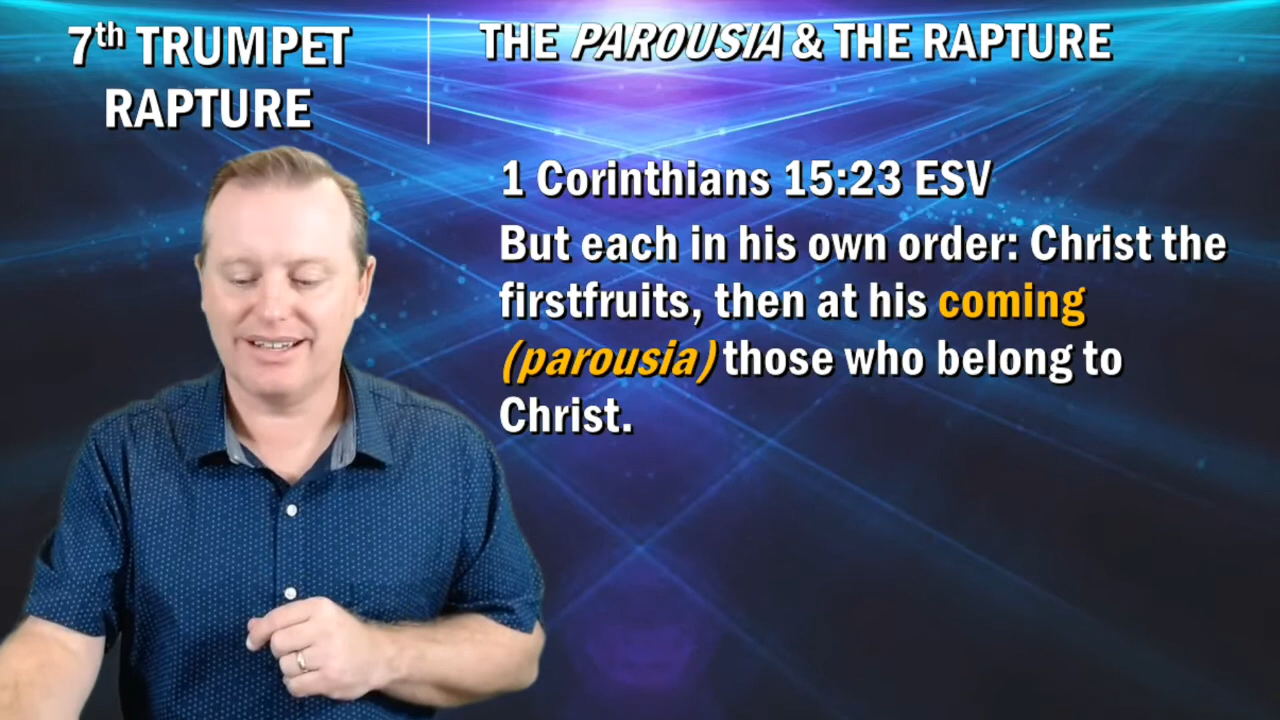 7th TRUMPET
RAPTURE
THE PAROUSIA & THE RAPTURE
1 Corinthians 15:23 ESV
But each in his own order: Christ the
firstfruits, then at his coming
(parousia) those who belong to
Christ.